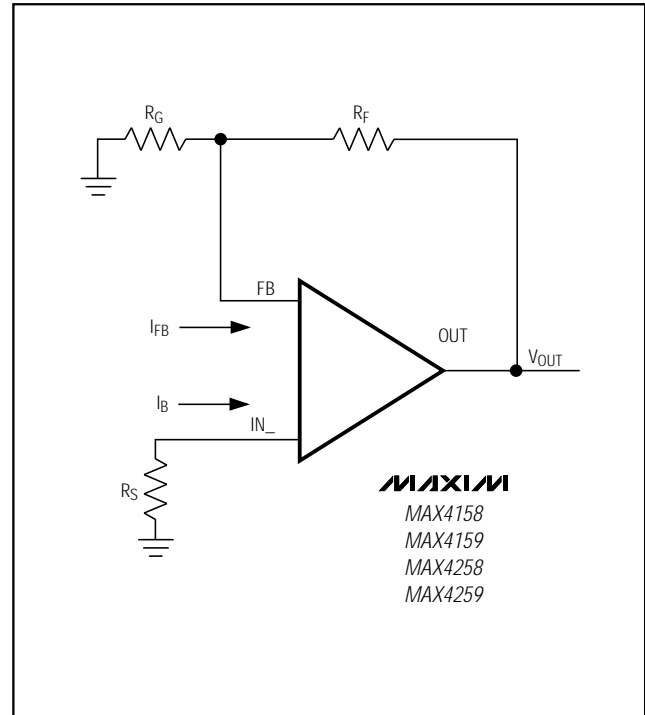 RG
RF
FB
IFB
OUT
VOUT
IB
IN_
RS
MAXIM
MAX4158
MAX4159
MAX4258
MAX4259